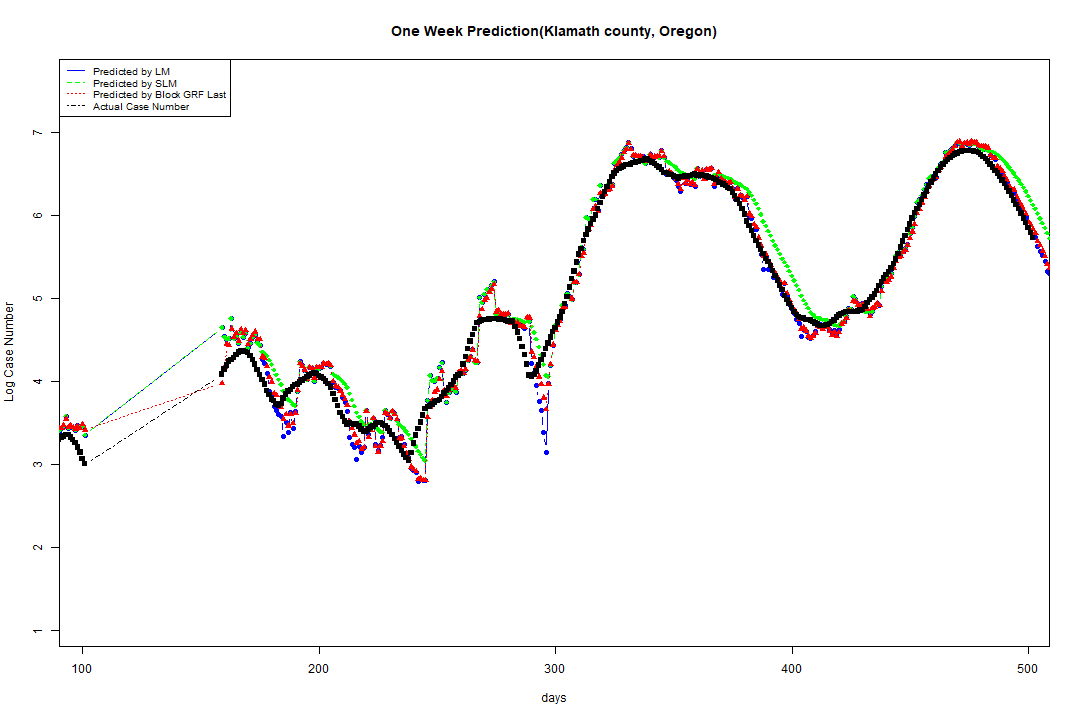 One Week Prediction(Klamath county, Oregon)
Predicted by LM
Predicted by SLM
Predicted by Block GRF Last
Actual Case Number
7
6
5
4
3
2
1
Log Case Number
100 200 300 400 500
days